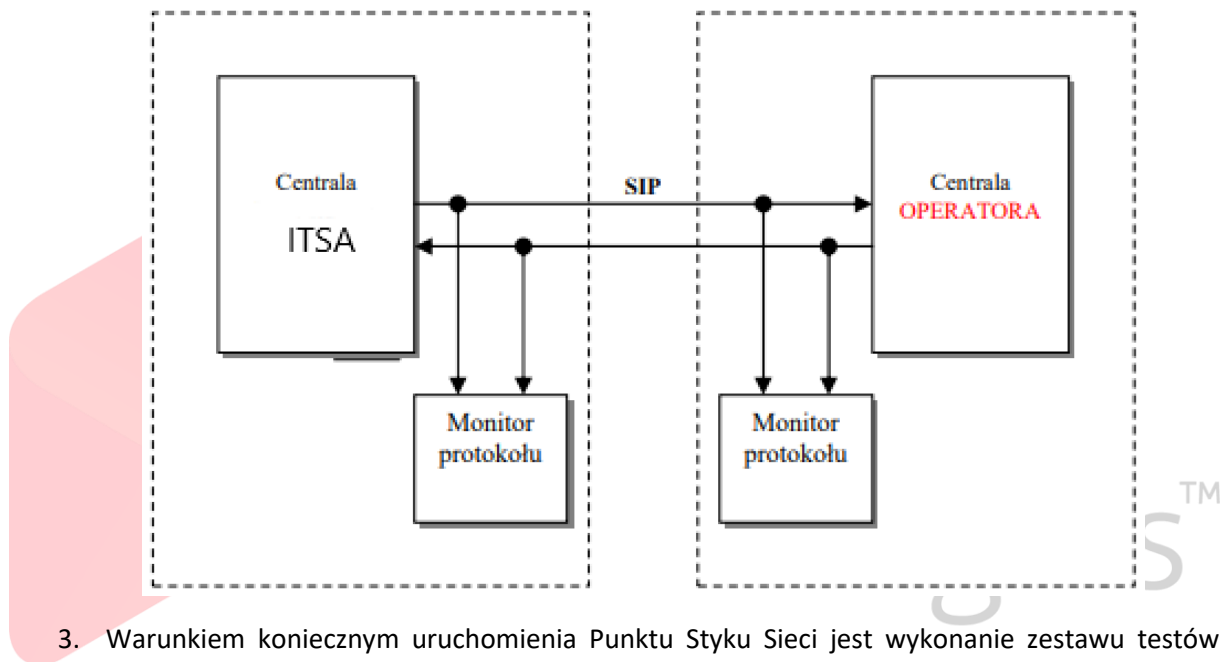 Centrala
ITSA
SIP
Centrala
OPERATORA
Monitor
protokołu
Monitor
protokołu
TM
3. Warunkiem koniecznym uruchomienia Punktu Styku Sieci jest wykonanie zestawu testów